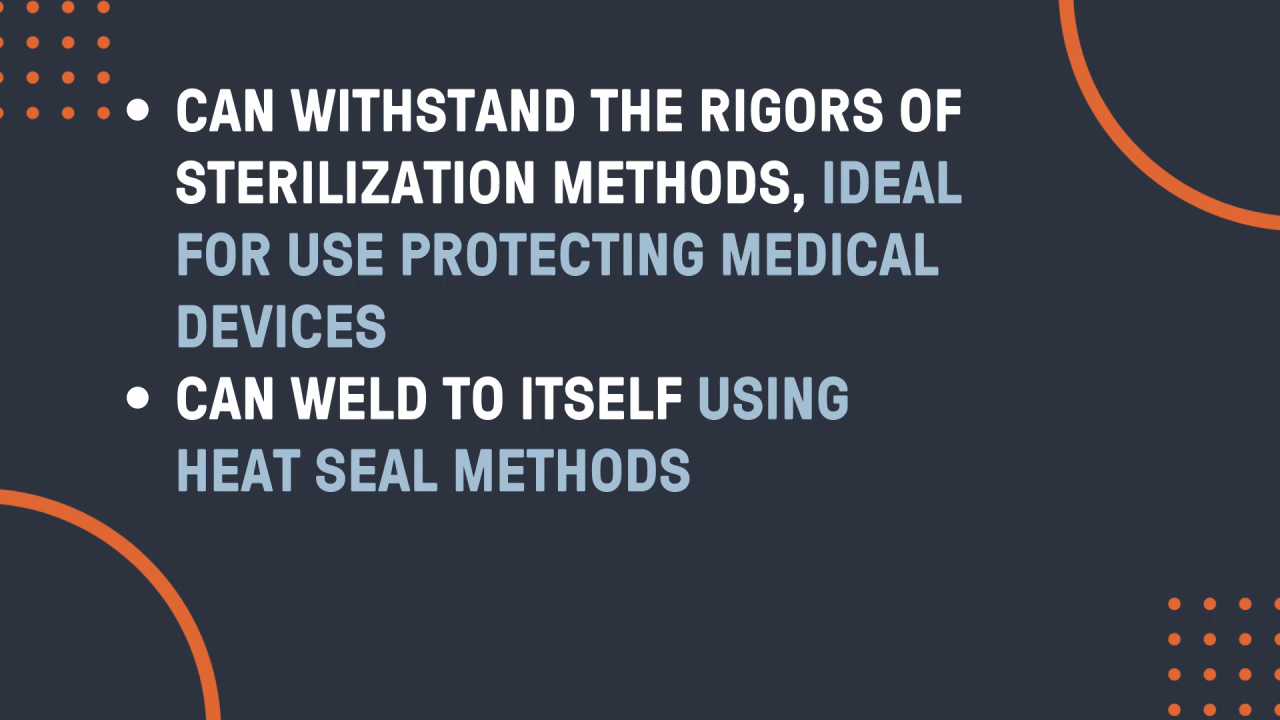 • CAN WITHSTAND THE RIGORS OF
STERILIZATION METHODS, IDEAL
FOR USE PROTECTING MEDICAL
DEVICES
• CAN WELD TO ITSELF USING
HEAT SEAL METHODS